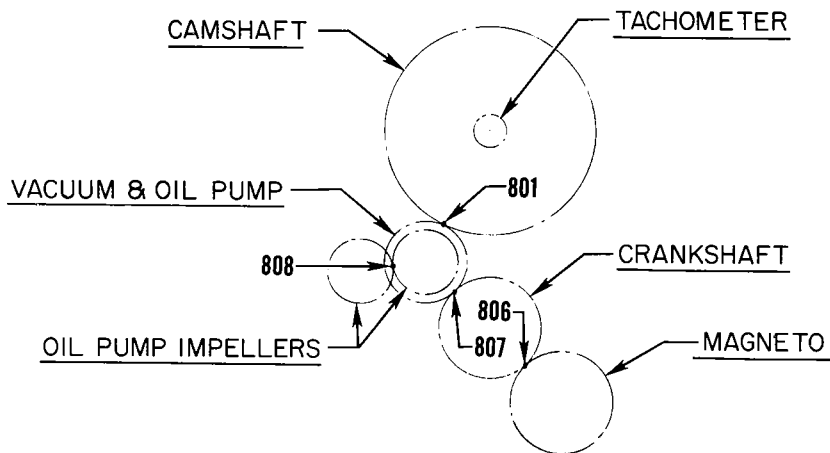 TACHOMETER
CAMSHAFT
801
VACUUM & OIL PUMP
CRANKSHAFT
808
806
807
MAGNETO
OIL PUMP IMPELLERS